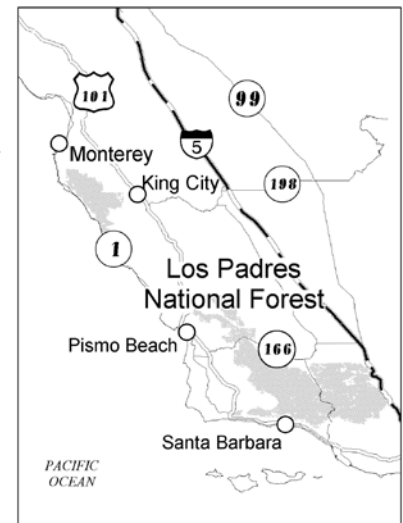 101
99
5
Monterey
198
King City
1
Los Padres
National Forest
Pismo Beach
166
Santa Barbara
PACIFIC
OCEAN